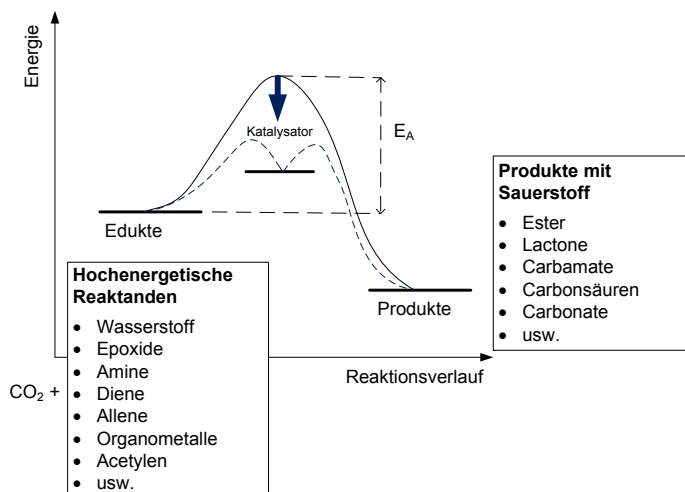 Energie
Katalysator
E_A
Edukte
Produkte
Reaktionsverlauf
CO₂ +
Hochenergetische
Reaktanden
• Wasserstoff
• Epoxide
• Amine
• Diene
• Allene
• Organometalle
• Acetylen
• usw.
Produkte mit
Sauerstoff
• Ester
• Lactone
• Carbamate
• Carbonsäuren
• Carbonate
• usw.